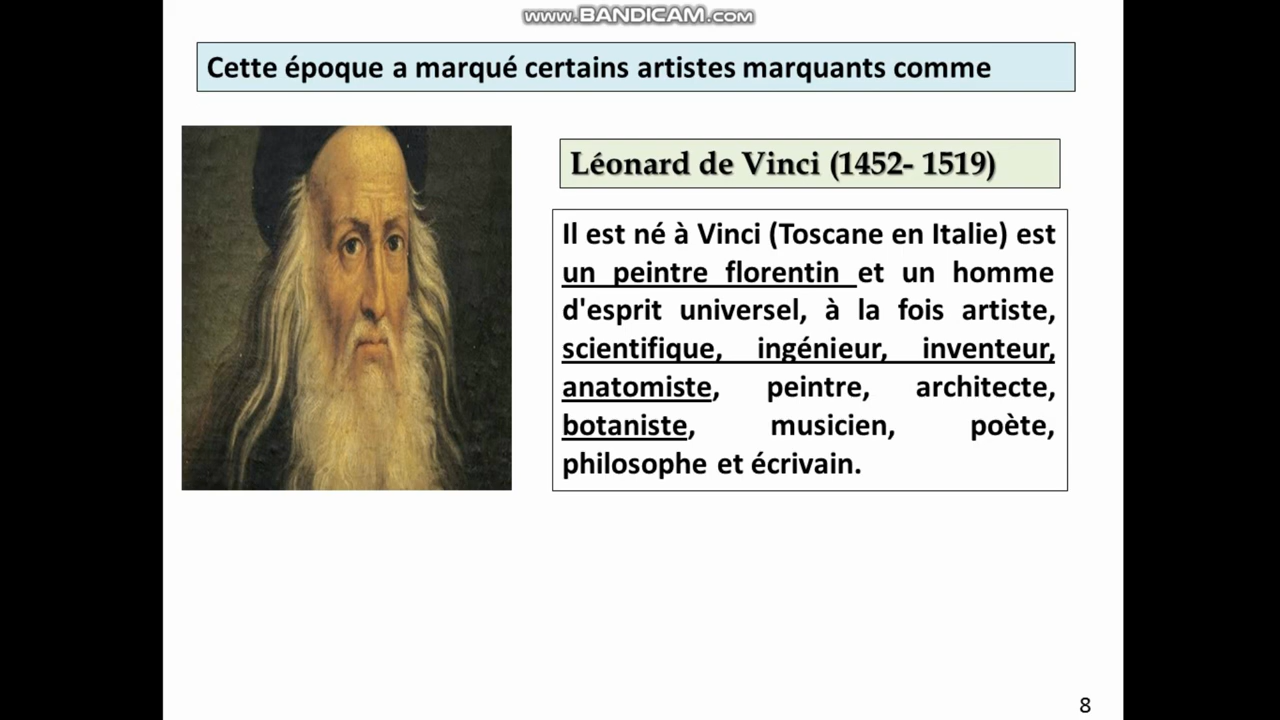 www.BANDICAM.com
Cette époque a marqué certains artistes marquants comme
Léonard de Vinci (1452- 1519)
Il est né à Vinci (Toscane en Italie) est
un peintre florentin et un homme
d'esprit universel, à la fois artiste,
scientifique, ingénieur, inventeur,
anatomiste, peintre, architecte,
botaniste, musicien, poète,
philosophe et écrivain.
8